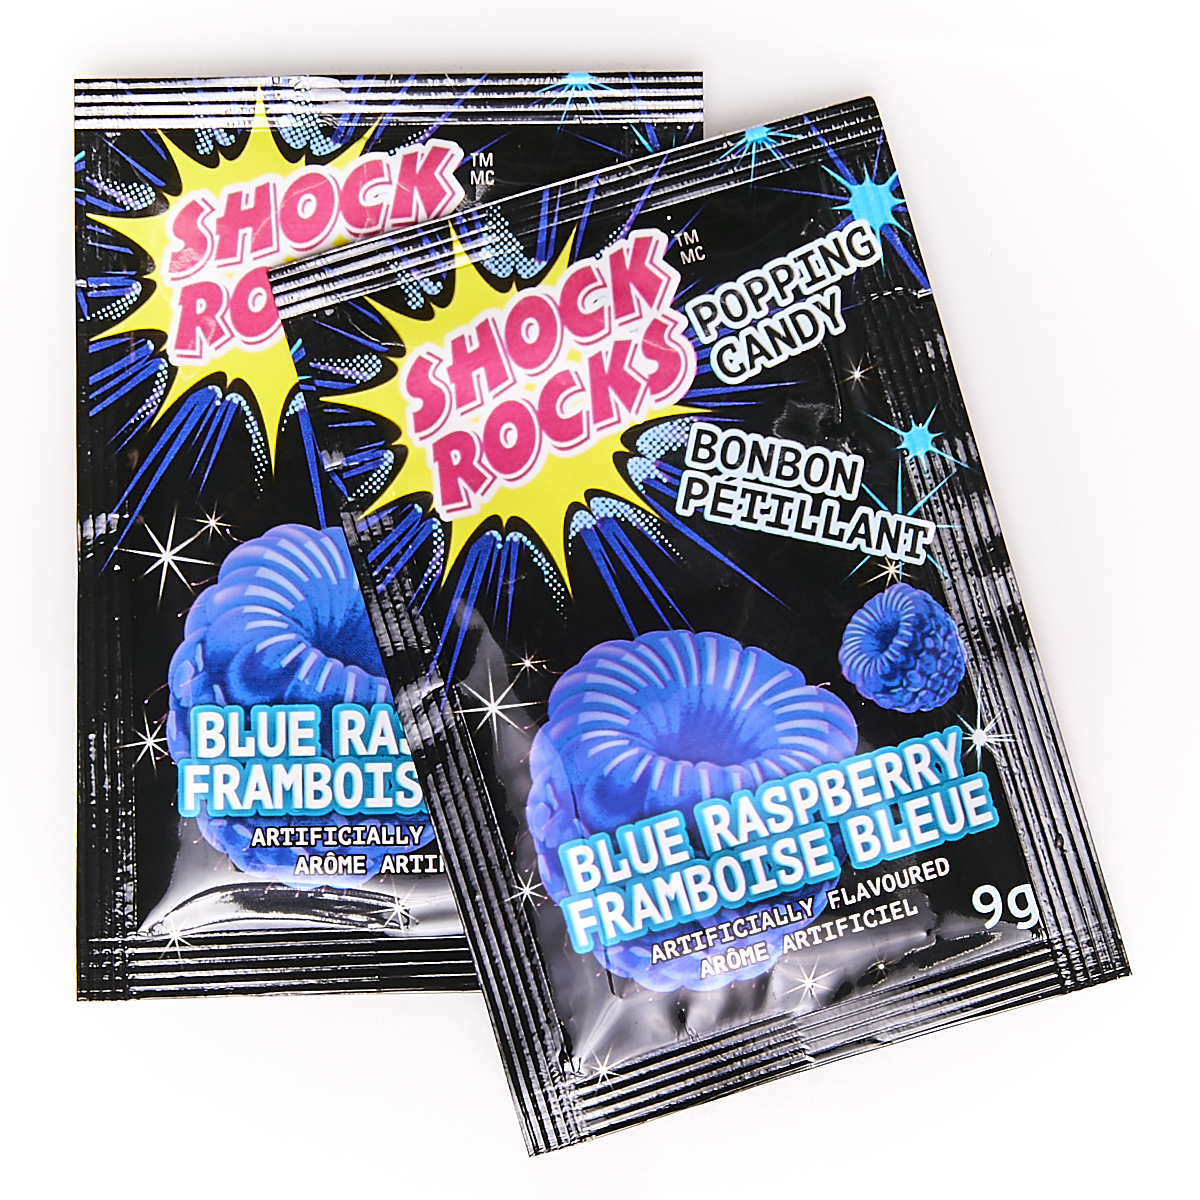 SHOCK
RO
TM
MC
BLUE RAS
FRAMBOIS
ARTIFICIALLY
ARÔME ARTI
SHOCK
ROCKS
TM
MC
POPPING
CANDY
BONBON
PÉTILLANT
BLUE RASPBERRY
FRAMBOISE BLEUE
ARTIFICIALLY FLAVOURED
ARÔME ARTIFICIEL
9g